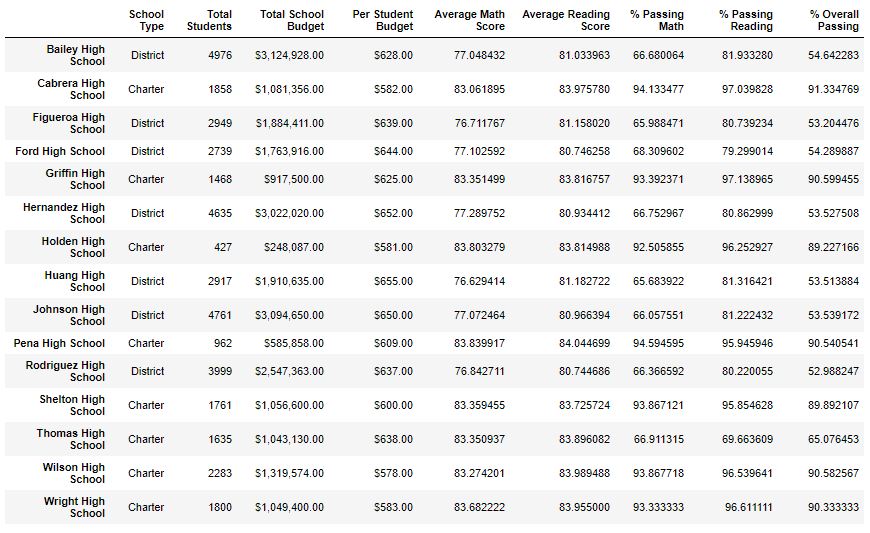 School Type Total Students Total School Budget Per Student Budget Average Math Score Average Reading Score % Passing Math % Passing Reading % Overall Passing
Bailey High School District 4976 $3,124,928.00 $628.00 77.048432 81.033963 66.680064 81.933280 54.642283
Cabrera High School Charter 1858 $1,081,356.00 $582.00 83.061895 83.975780 94.133477 97.039828 91.334769
Figueroa High School District 2949 $1,884,411.00 $639.00 76.711767 81.158020 65.988471 80.739234 53.204476
Ford High School District 2739 $1,763,916.00 $644.00 77.102592 80.746258 68.309602 79.299014 54.289887
Griffin High School Charter 1468 $917,500.00 $625.00 83.351499 83.816757 93.392371 97.138965 90.599455
Hernandez High School District 4635 $3,022,020.00 $652.00 77.289752 80.934412 66.752967 80.862999 53.527508
Holden High School Charter 427 $248,087.00 $581.00 83.803279 83.814988 92.505855 96.252927 89.227166
Huang High School District 2917 $1,910,635.00 $655.00 76.629414 81.182722 65.683922 81.316421 53.513884
Johnson High School District 4761 $3,094,650.00 $650.00 77.072464 80.966394 66.057551 81.222432 53.539172
Pena High School Charter 962 $585,858.00 $609.00 83.839917 84.044699 94.594595 95.945946 90.540541
Rodriguez High School District 3999 $2,547,363.00 $637.00 76.842711 80.744686 66.366592 80.220055 52.988247
Shelton High School Charter 1761 $1,056,600.00 $600.00 83.359455 83.725724 93.867121 95.854628 89.892107
Thomas High School Charter 1635 $1,043,130.00 $638.00 83.350937 83.896082 66.911315 69.663609 65.076453
Wilson High School Charter 2283 $1,319,574.00 $578.00 83.274201 83.989488 93.867718 96.539641 90.582567
Wright High School Charter 1800 $1,049,400.00 $583.00 83.682222 83.955000 93.333333 96.611111 90.333333